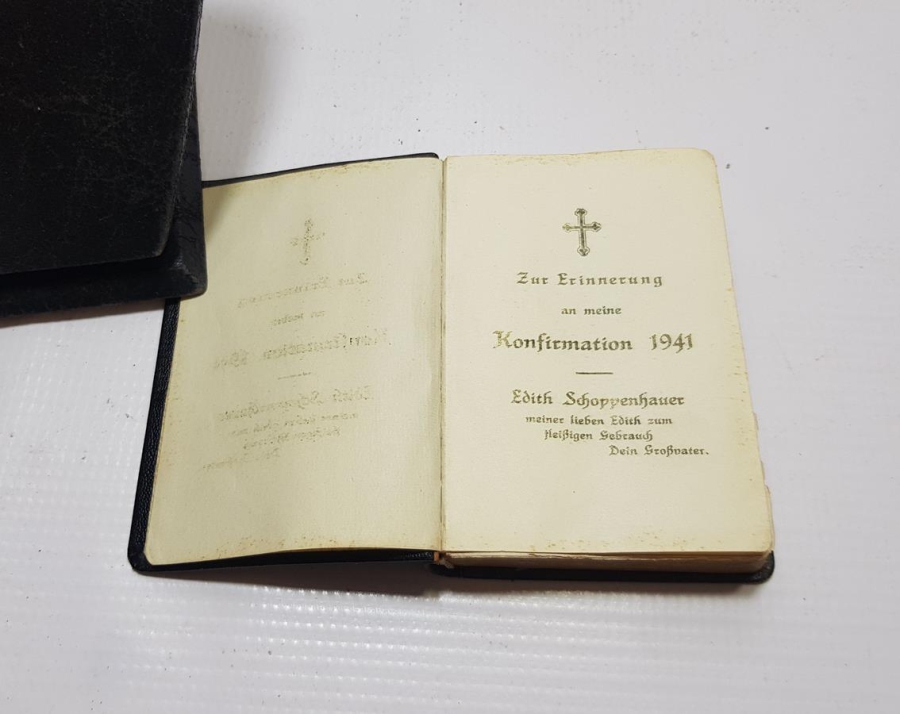 Zur Erinnerung
an meine
Konfirmation 1941
Edith Schoppenhauer
meiner lieben Edith zum
fleißigen Gebrauch
Dein Großvater.